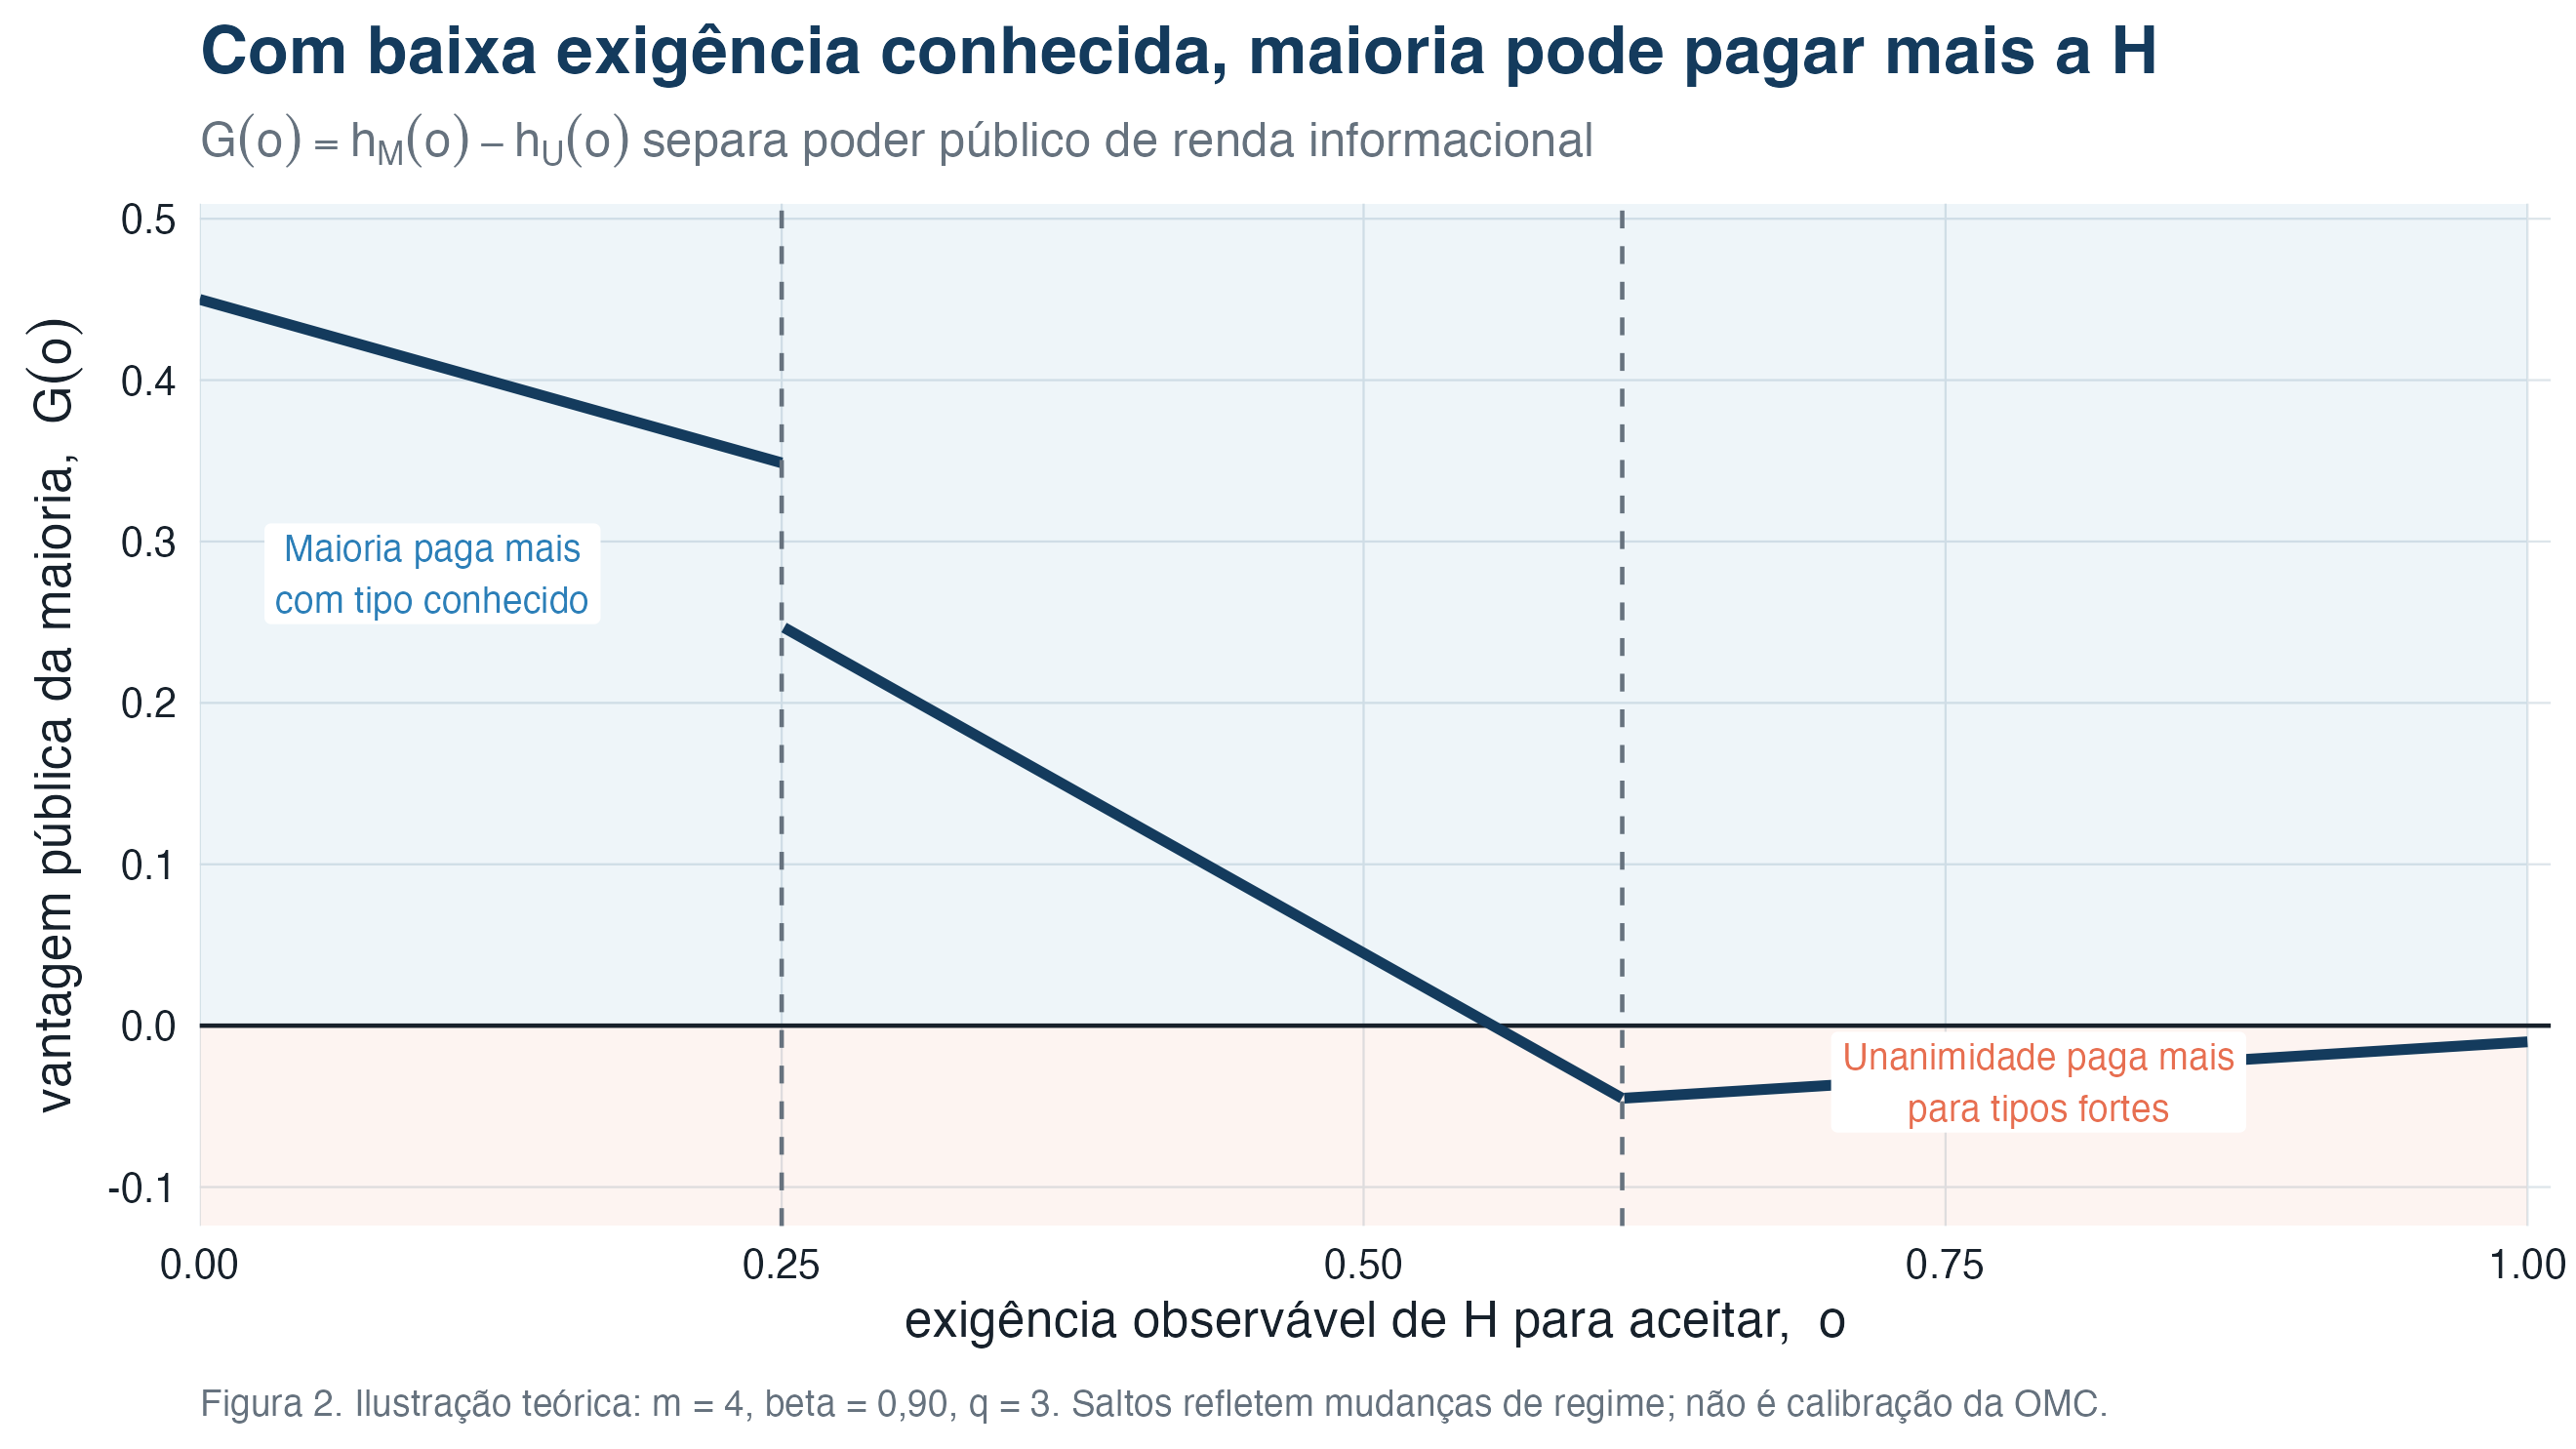 Com baixa exigência conhecida, maioria pode pagar mais a H
G(o) = hM(o) – hU(o) separa poder público de renda informacional
vantagem pública da maioria, G(o)
0.5
0.4
0.3
0.2
0.1
0.0
-0.1
Maioria paga mais
com tipo conhecido
Unanimidade paga mais
para tipos fortes
0.00 0.25 0.50 0.75 1.00
exigência observável de H para aceitar, o
Figura 2. Ilustração teórica: m = 4, beta = 0,90, q = 3. Saltos refletem mudanças de regime; não é calibração da OMC.